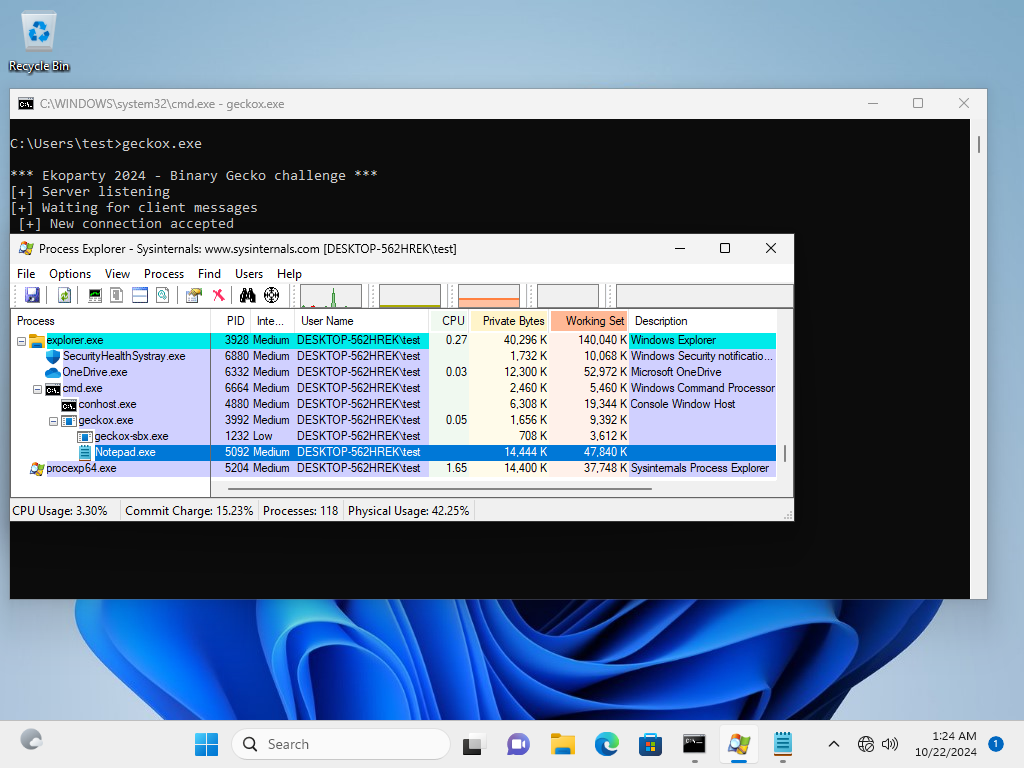 Recycle Bin
C:\WINDOWS\system32\cmd.exe - geckox.exe
C:\Users\test>geckox.exe
*** Ekoparty 2024 - Binary Gecko challenge ***
[+] Server listening
[+] Waiting for client messages
[+] New connection accepted
Process Explorer - Sysinternals: www.sysinternals.com [DESKTOP-562HREK\test]
File Options View Process Find Users Help
Process PID Inte... User Name CPU Private Bytes Working Set Description
explorer.exe 3928 Medium DESKTOP-562HREK\test 0.27 40,296 K 140,040 K Windows Explorer
SecurityHealthSystray.exe 6880 Medium DESKTOP-562HREK\test 1,732 K 10,068 K Windows Security notificatio...
OneDrive.exe 6332 Medium DESKTOP-562HREK\test 0.03 12,300 K 52,972 K Microsoft OneDrive
cmd.exe 6664 Medium DESKTOP-562HREK\test 2,460 K 5,460 K Windows Command Processor
conhost.exe 4880 Medium DESKTOP-562HREK\test 6,308 K 19,344 K Console Window Host
geckox.exe 3992 Medium DESKTOP-562HREK\test 0.05 1,656 K 9,392 K
geckox-sbx.exe 1232 Low DESKTOP-562HREK\test 708 K 3,612 K
Notepad.exe 5092 Medium DESKTOP-562HREK\test 14,444 K 47,840 K
procexp64.exe 5204 Medium DESKTOP-562HREK\test 1.65 14,400 K 37,748 K Sysinternals Process Explorer
CPU Usage: 3.30% Commit Charge: 15.23% Processes: 118 Physical Usage: 42.25%
Search
1:24 AM
10/22/2024
1